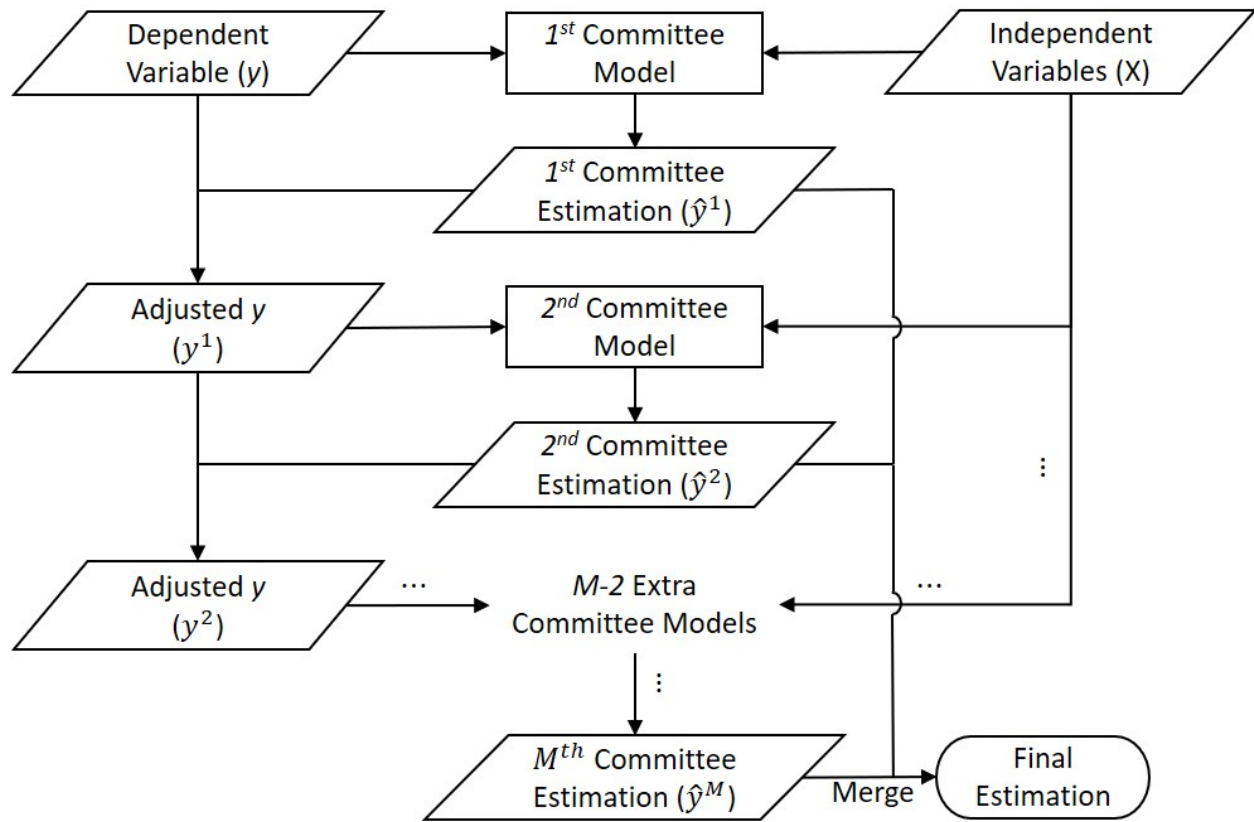 Dependent
Variable (y)
1st Committee
Model
Independent
Variables (X)
1st Committee
Estimation (ŷ¹)
Adjusted y
(y¹)
2nd Committee
Model
2nd Committee
Estimation (ŷ²)
⋮
Adjusted y
(y²)
...
M-2 Extra
Committee Models
...
⋮
Mth Committee
Estimation (ŷᴹ)
Merge
Final
Estimation